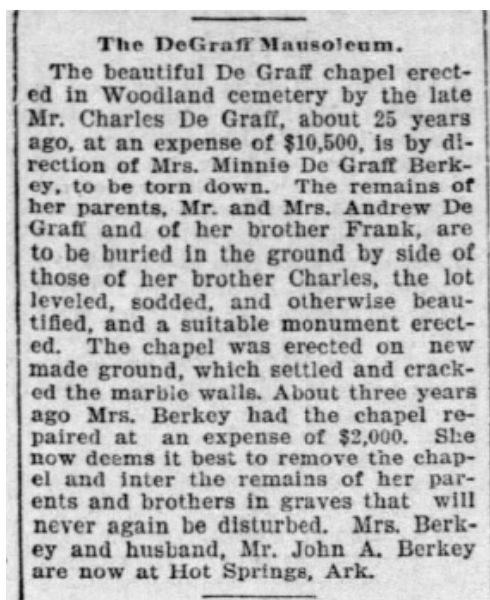 The DeGraff Mausoleum.
The beautiful De Graff chapel erect-
ed in Woodland cemetery by the late
Mr. Charles De Graff, about 25 years
ago, at an expense of $10,500, is by di-
rection of Mrs. Minnie De Graff Berk-
ey, to be torn down. The remains of
her parents, Mr. and Mrs. Andrew De
Graff and of her brother Frank, are
to be buried in the ground by side of
those of her brother Charles, the lot
leveled, sodded, and otherwise beau-
tified, and a suitable monument erect-
ed. The chapel was erected on new
made ground, which settled and crack-
ed the marble walls. About three years
ago Mrs. Berkey had the chapel re-
paired at an expense of $2,000. She
now deems it best to remove the chap-
el and inter the remains of her par-
ents and brothers in graves that will
never again be disturbed. Mrs. Berk-
ey and husband, Mr. John A. Berkey
are now at Hot Springs, Ark.